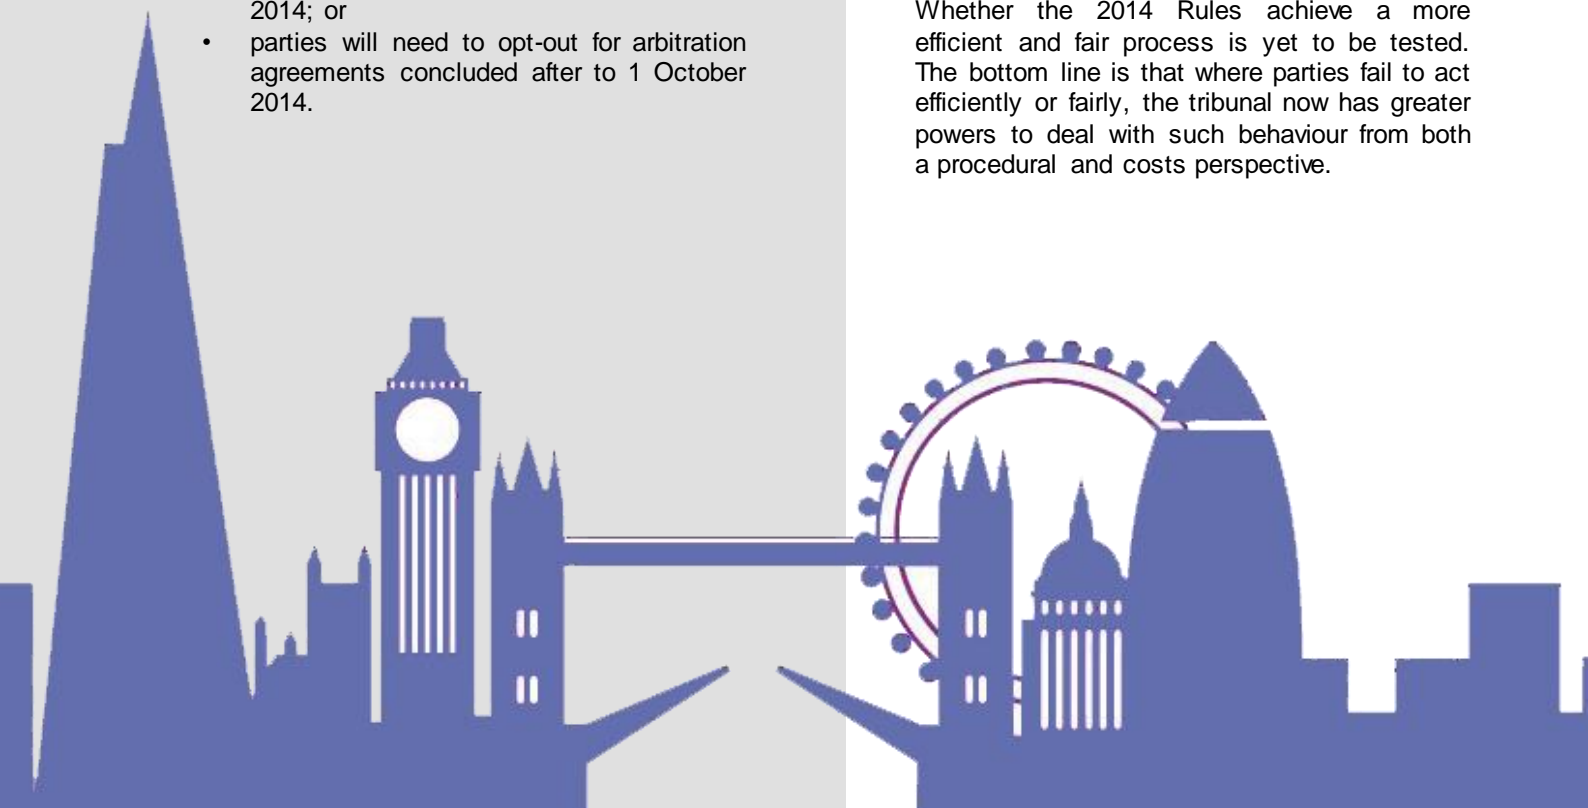 2014; or
• parties will need to opt-out for arbitration
agreements concluded after to 1 October
2014.
Whether the 2014 Rules achieve a more
efficient and fair process is yet to be tested.
The bottom line is that where parties fail to act
efficiently or fairly, the tribunal now has greater
powers to deal with such behaviour from both
a procedural and costs perspective.